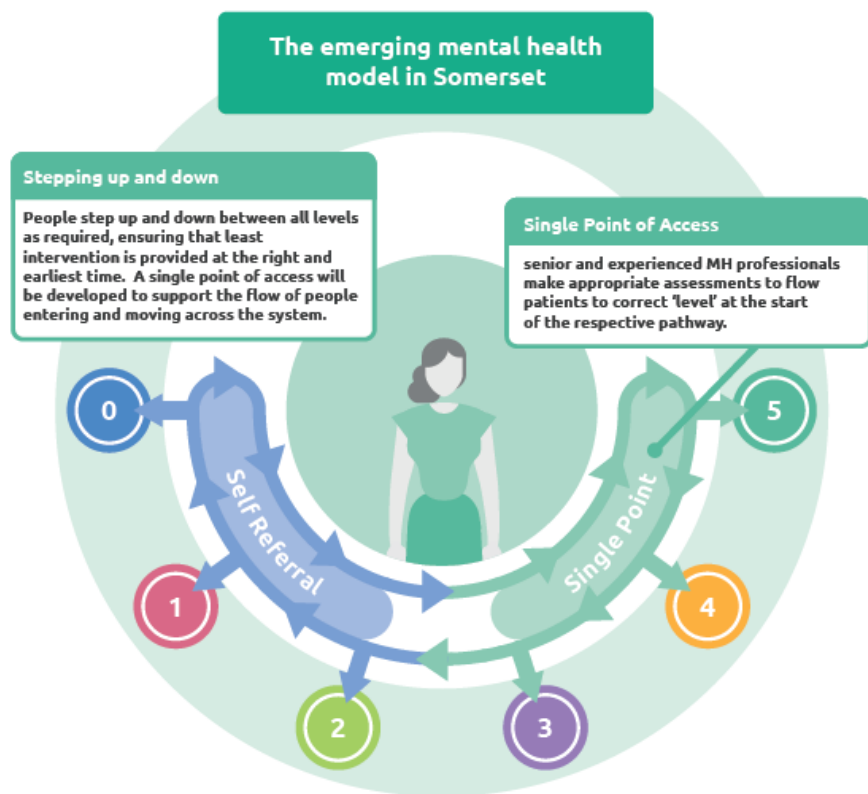 The emerging mental health
model in Somerset
Stepping up and down
People step up and down between all levels
as required, ensuring that least
intervention is provided at the right and
earliest time.  A single point of access will
be developed to support the flow of people
entering and moving across the system.
Single Point of Access
senior and experienced MH professionals
make appropriate assessments to flow
patients to correct ‘level’ at the start
of the respective pathway.
0
5
Self Referral
Single Point
1
4
2
3